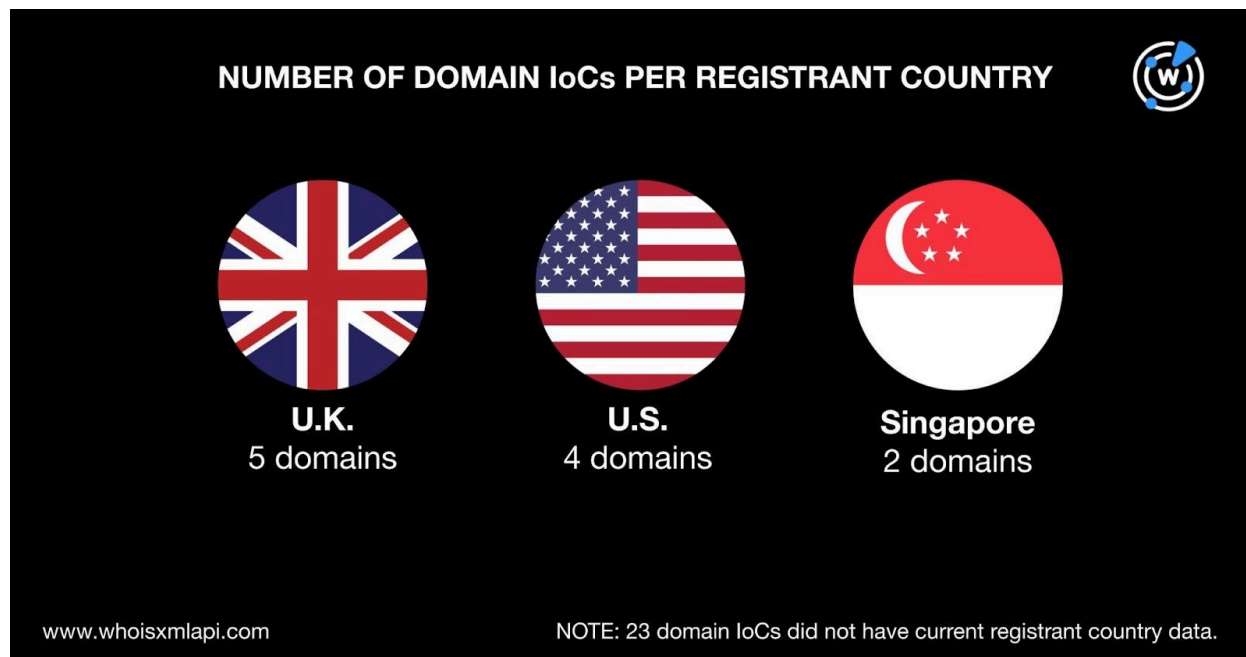 NUMBER OF DOMAIN IoCs PER REGISTRANT COUNTRY
W
U.K.
5 domains
U.S.
4 domains
Singapore
2 domains
www.whoisxmlapi.com
NOTE: 23 domain IoCs did not have current registrant country data.